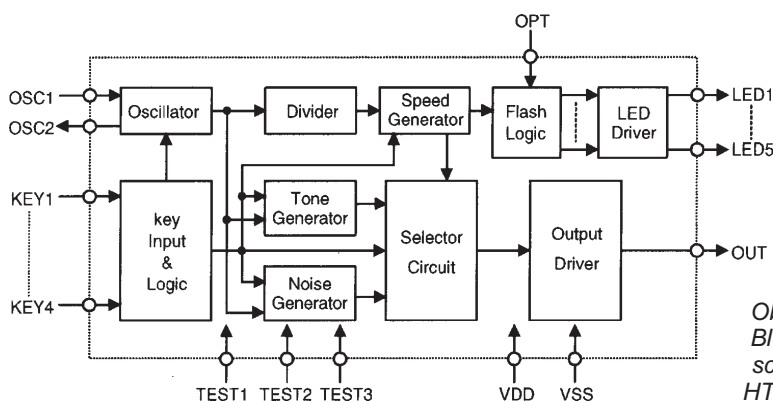 OPT
OSC1
OSC2
Oscillator
Divider
Speed
Generator
Flash
Logic
LED
Driver
LED1
LED5
KEY1
KEY4
key
Input
&
Logic
Tone
Generator
Noise
Generator
Selector
Circuit
Output
Driver
OUT
TEST1
TEST2
TEST3
VDD
VSS
HT